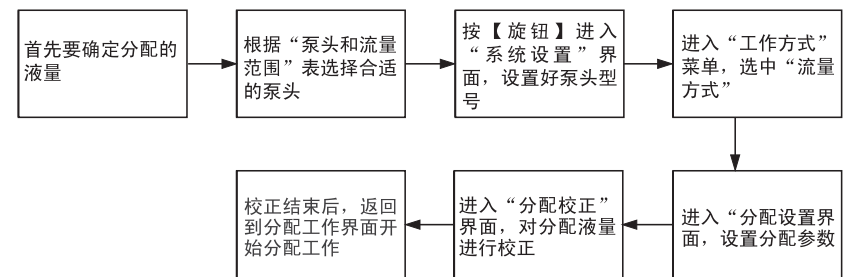 首先要确定分配的
液量
根据“泵头和流量
范围”表选择合适
的泵头
按【旋钮】进入
“系统设置”界
面，设置好泵头型
号
进入“工作方式”
菜单，选中“流量
方式”
进入“分配设置界
面，设置分配参数
进入“分配校正”
界面，对分配液量
进行校正
校正结束后，返回
到分配工作界面开
始分配工作